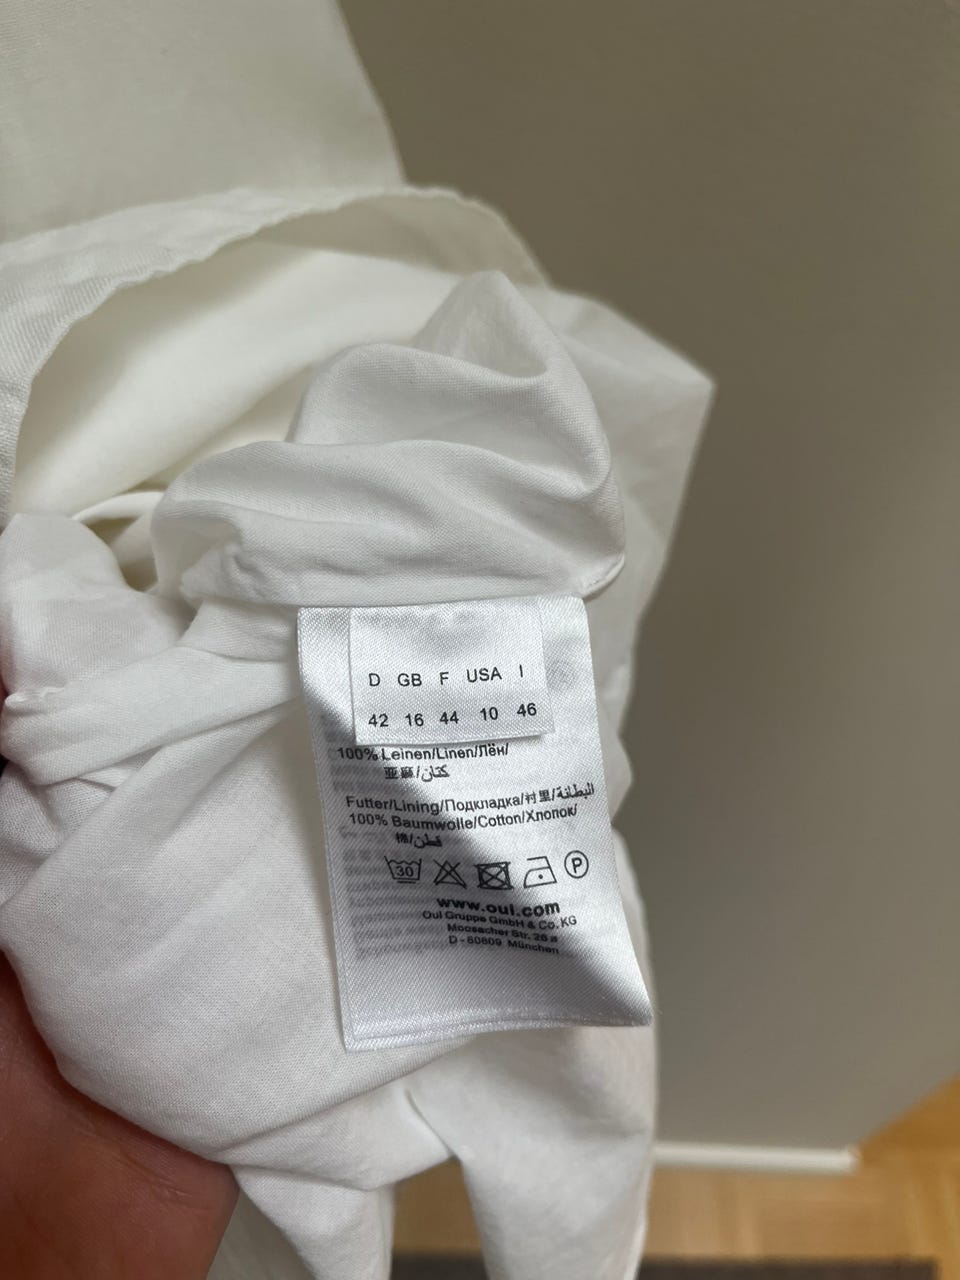 D GB F USA I
42 16 44 10 46
100% Leinen/Linen/Лён/
亚麻/كتان
Futter/Lining/Подкладка/衬里/البطانة/
100% Baumwolle/Cotton/Хлопок/
棉/قطن
30 P
www.oui.com
Oui Gruppe GmbH & Co. KG
Moosacher Str. 26 a
D-80809 München